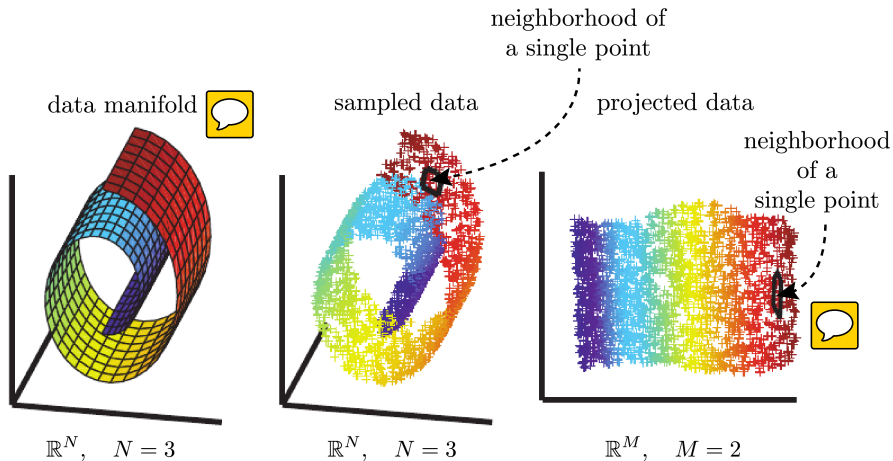 neighborhood of
a single point
data manifold
sampled data
projected data
neighborhood
of a
single point
ℝ^N, N = 3
ℝ^N, N = 3
ℝ^M, M = 2